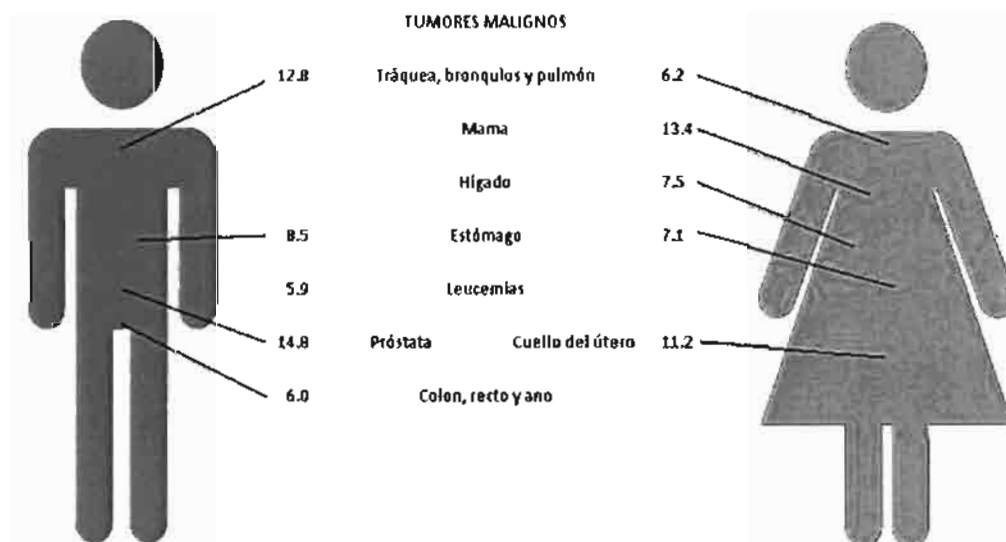 TUMORES MALIGNOS
12.8 Tráquea, bronquios y pulmón 6.2
Mama 13.4
Hígado 7.5
8.5 Estómago 7.1
5.9 Leucemias
14.8 Próstata Cuello del útero 11.2
6.0 Colon, recto y ano